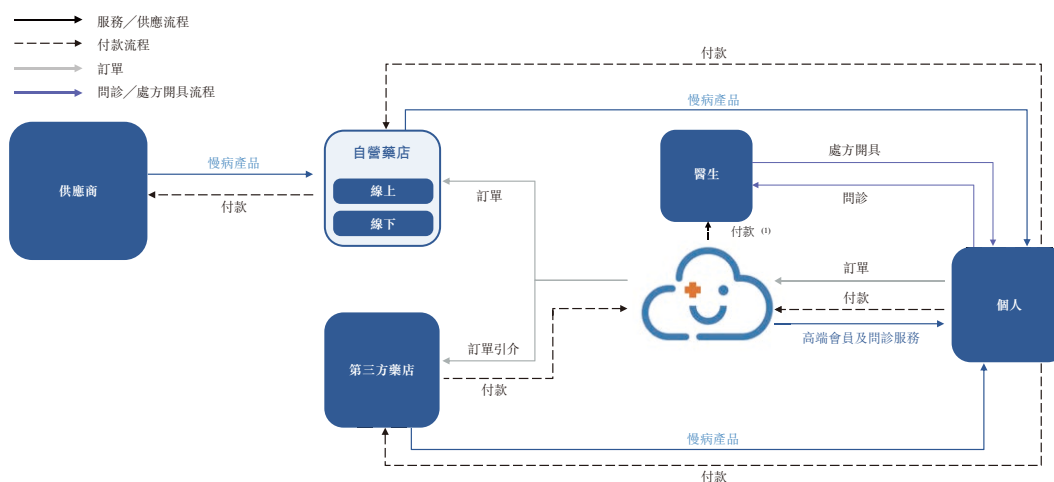 服務／供應流程
付款流程
訂單
問診／處方開具流程
付款
慢病產品
供應商
慢病產品
付款
自營藥店
線上
線下
訂單
醫生
處方開具
問診
付款 (1)
訂單
付款
高端會員及問診服務
個人
第三方藥店
訂單引介
付款
慢病產品
付款